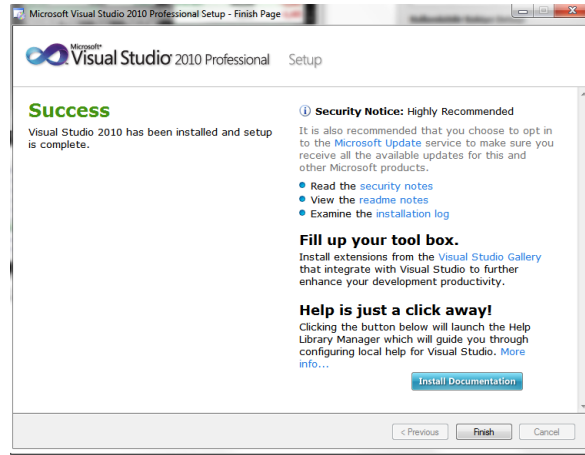 Microsoft Visual Studio 2010 Professional Setup - Finish Page
Microsoft®
Visual Studio® 2010 Professional Setup
Success
Visual Studio 2010 has been installed and setup
is complete.
Security Notice: Highly Recommended
It is also recommended that you choose to opt in
to the Microsoft Update service to make sure you
receive all the available updates for this and
other Microsoft products.
Read the security notes
View the readme notes
Examine the installation log
Fill up your tool box.
Install extensions from the Visual Studio Gallery
that integrate with Visual Studio to further
enhance your development productivity.
Help is just a click away!
Clicking the button below will launch the Help
Library Manager which will guide you through
configuring local help for Visual Studio. More
info...
Install Documentation
< Previous Finish Cancel